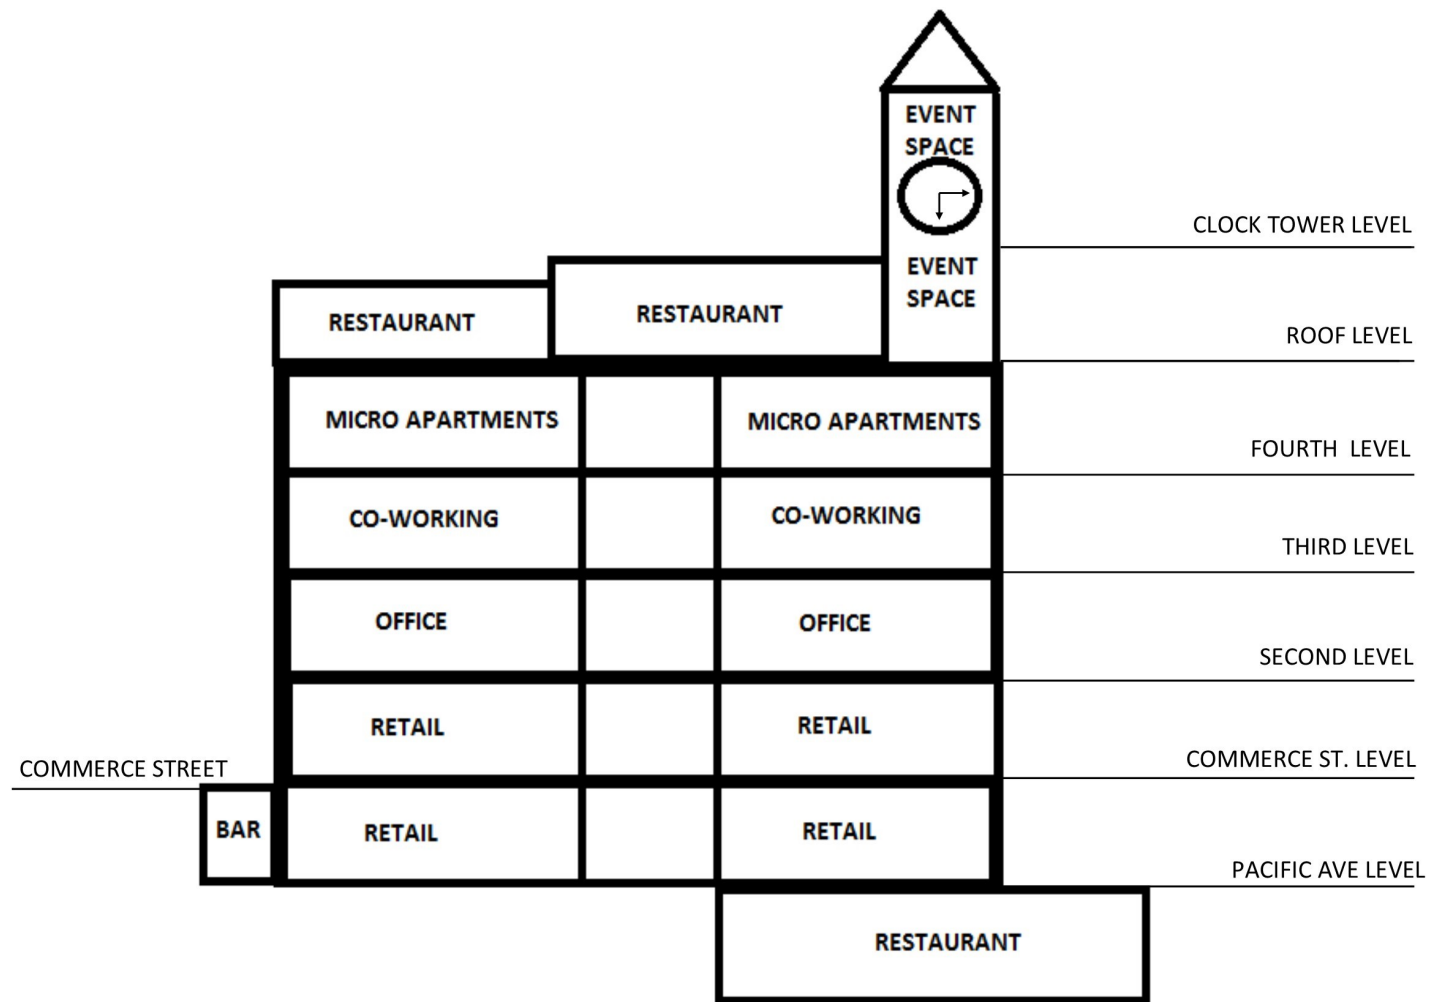 EVENT
SPACE
CLOCK TOWER LEVEL
EVENT
SPACE
RESTAURANT
RESTAURANT
ROOF LEVEL
MICRO APARTMENTS
MICRO APARTMENTS
FOURTH  LEVEL
CO-WORKING
CO-WORKING
THIRD LEVEL
OFFICE
OFFICE
SECOND LEVEL
RETAIL
RETAIL
COMMERCE STREET
COMMERCE ST. LEVEL
BAR
RETAIL
RETAIL
PACIFIC AVE LEVEL
RESTAURANT